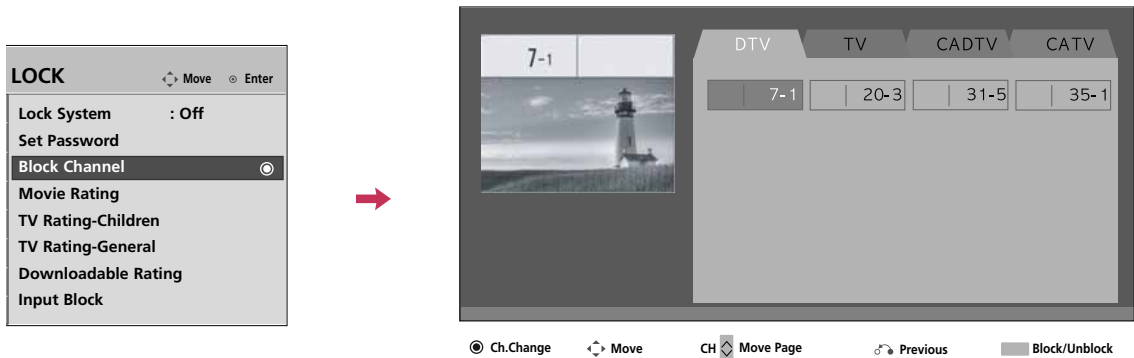 LOCK Move Enter
Lock System : Off
Set Password
Block Channel
Movie Rating
TV Rating-Children
TV Rating-General
Downloadable Rating
Input Block
7-1
DTV TV CADTV CATV
7-1 20-3 31-5 35-1
Ch.Change Move CH Move Page Previous Block/Unblock